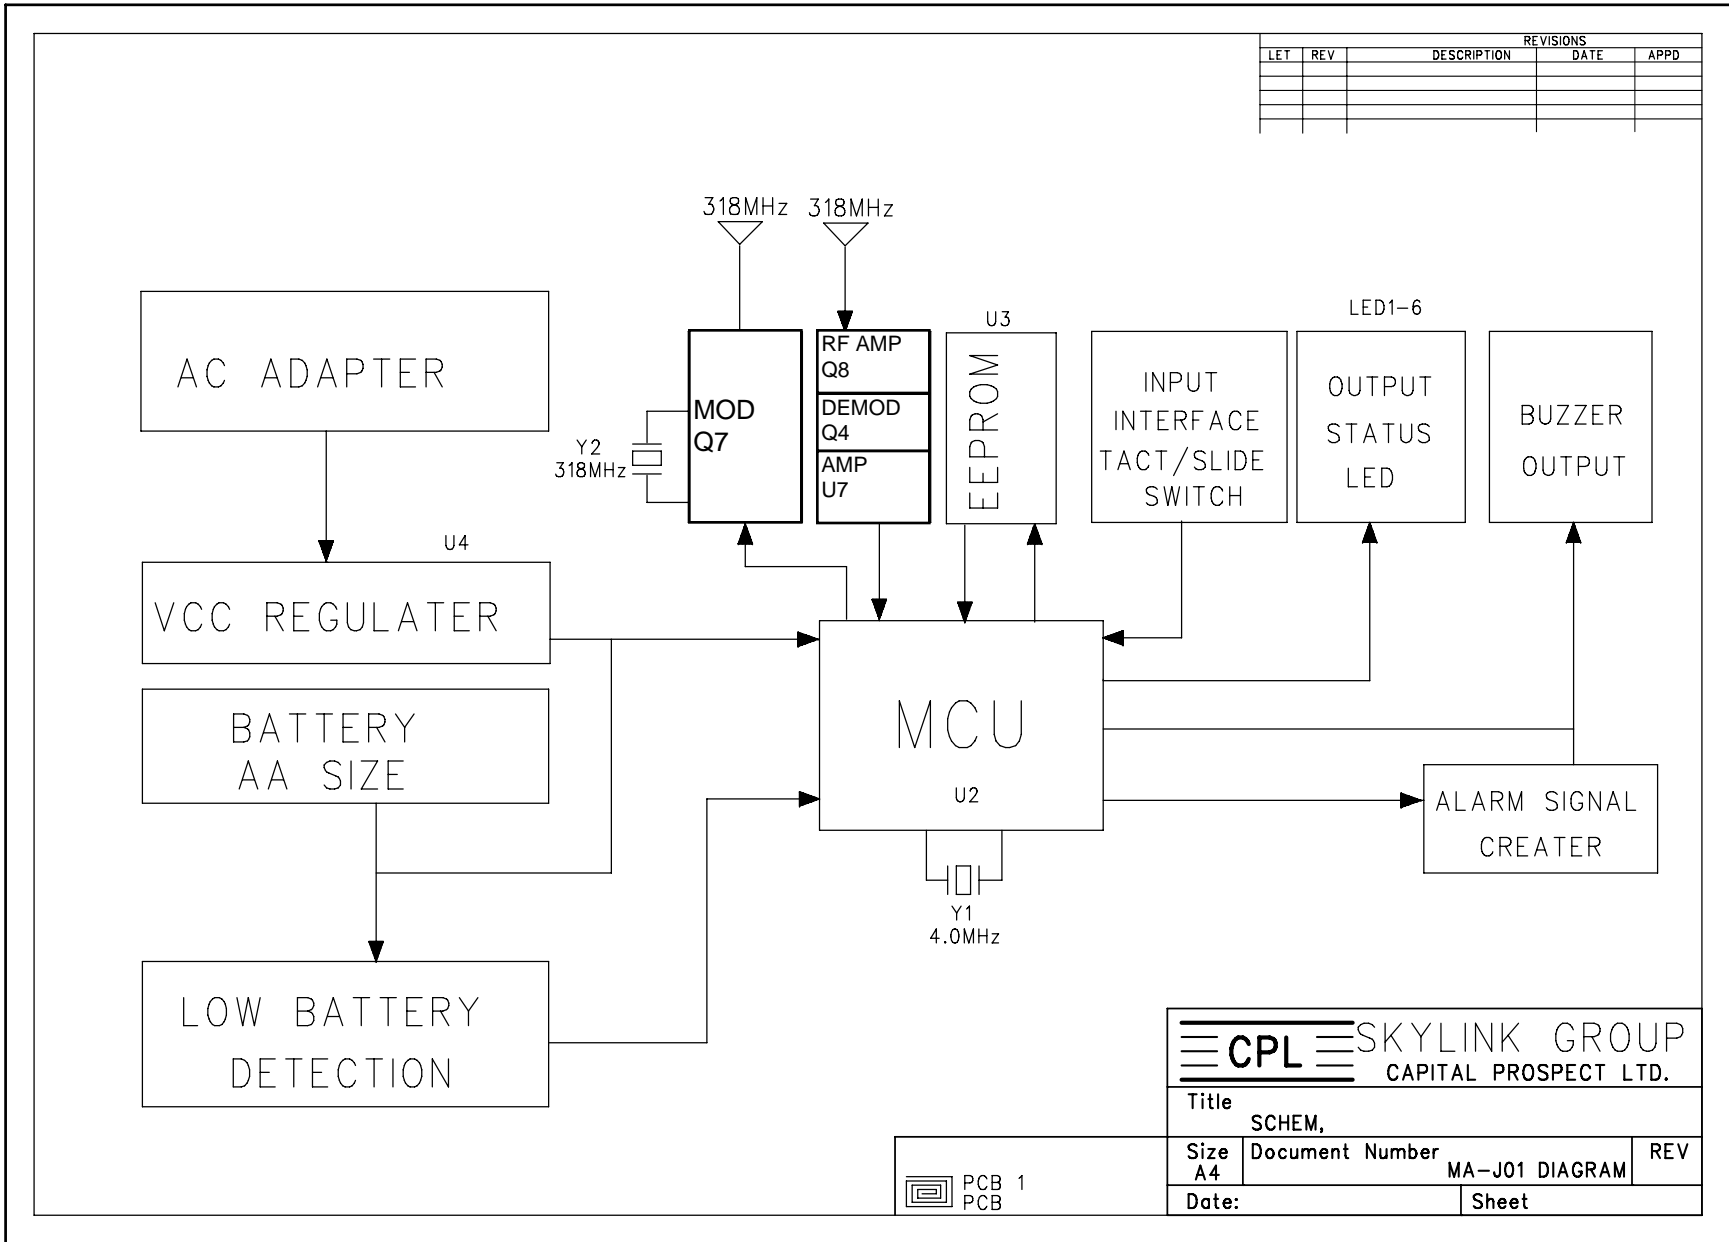 REVISIONS
LET REV DESCRIPTION DATE APPD
318MHz 318MHz
AC ADAPTER
MOD
Q7
Y2
318MHz
RF AMP
Q8
DEMOD
Q4
AMP
U7
U3
EEPROM
INPUT
INTERFACE
TACT/SLIDE
SWITCH
LED1-6
OUTPUT
STATUS
LED
BUZZER
OUTPUT
U4
VCC REGULATER
BATTERY
AA SIZE
MCU
U2
ALARM SIGNAL
CREATER
Y1
4.0MHz
LOW BATTERY
DETECTION
CPL SKYLINK GROUP
CAPITAL PROSPECT LTD.
Title
SCHEM,
Size Document Number REV
A4 MA-J01 DIAGRAM
Date: Sheet
PCB 1
PCB